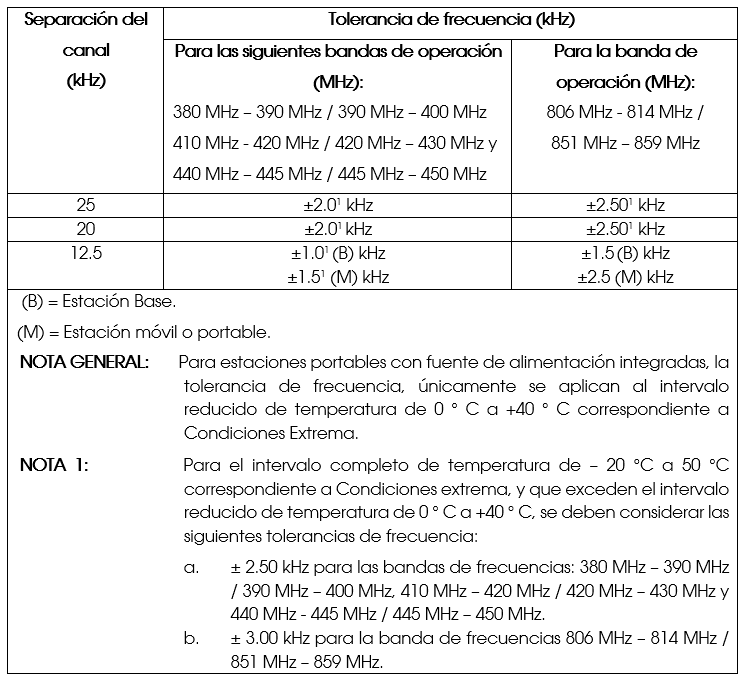 Separación del canal (kHz)
Tolerancia de frecuencia (kHz)
Para las siguientes bandas de operación (MHz):
380 MHz – 390 MHz / 390 MHz – 400 MHz
410 MHz - 420 MHz / 420 MHz – 430 MHz y
440 MHz – 445 MHz / 445 MHz – 450 MHz
Para la banda de operación (MHz):
806 MHz - 814 MHz /
851 MHz – 859 MHz
25 ±2.0¹ kHz ±2.50¹ kHz
20 ±2.0¹ kHz ±2.50¹ kHz
12.5 ±1.0¹ (B) kHz ±1.5 (B) kHz
±1.5¹ (M) kHz ±2.5 (M) kHz
(B) = Estación Base.
(M) = Estación móvil o portable.
NOTA GENERAL: Para estaciones portables con fuente de alimentación integradas, la
tolerancia de frecuencia, únicamente se aplican al intervalo
reducido de temperatura de 0 ° C a +40 ° C correspondiente a
Condiciones Extrema.
NOTA 1: Para el intervalo completo de temperatura de – 20 °C a 50 °C
correspondiente a Condiciones extrema, y que exceden el intervalo
reducido de temperatura de 0 ° C a +40 ° C, se deben considerar las
siguientes tolerancias de frecuencia:
a. ± 2.50 kHz para las bandas de frecuencias: 380 MHz – 390 MHz
/ 390 MHz – 400 MHz, 410 MHz – 420 MHz / 420 MHz – 430 MHz y
440 MHz - 445 MHz / 445 MHz – 450 MHz.
b. ± 3.00 kHz para la banda de frecuencias 806 MHz – 814 MHz /
851 MHz – 859 MHz.